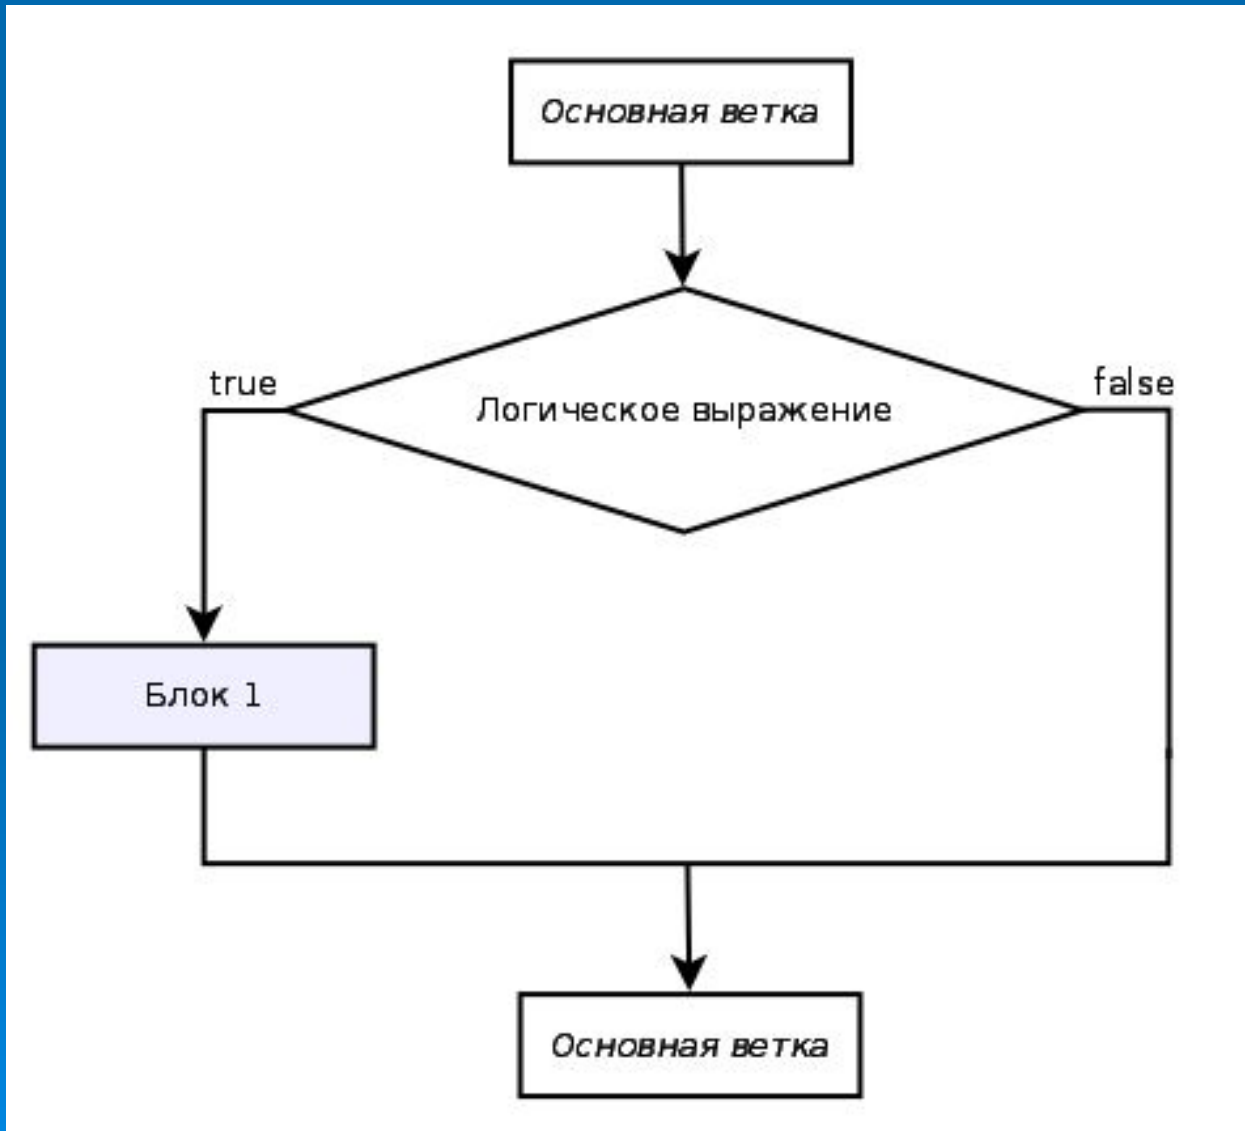 Основная ветка
true
false
Логическое выражение
Блок 1
Основная ветка